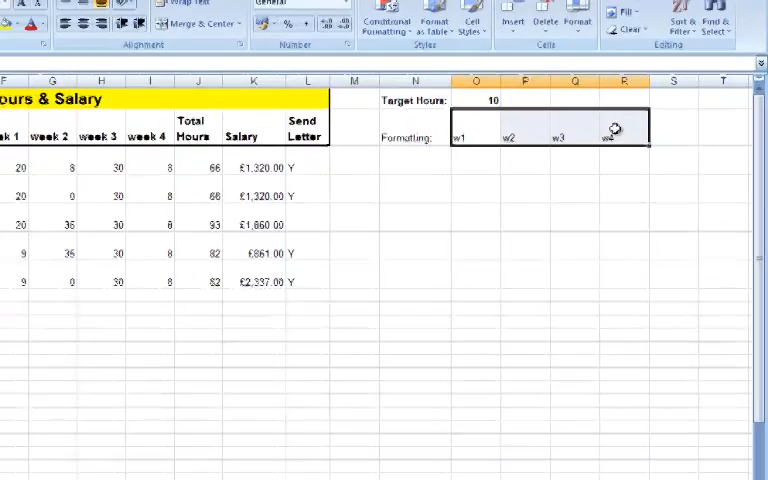 Wrap Text
General
Merge & Center
%
Conditional Formatting
Format as Table
Cell Styles
Insert
Delete
Format
Fill
Clear
Sort & Filter
Find & Select
Alignment
Number
Styles
Cells
Editing
F G H I J K L M N O P Q R S T
ours & Salary
Target Hours: 10
ek 1 week 2 week 3 week 4 Total Hours Salary Send Letter
Formatting: w1 w2 w3 w4
20 8 30 8 66 £1,320.00 Y
20 0 30 8 £1,320.00 Y
20 35 30 8 93
9 35 30 8 82 £861.00 Y
9 0 30 8 82 £2,337.00 Y